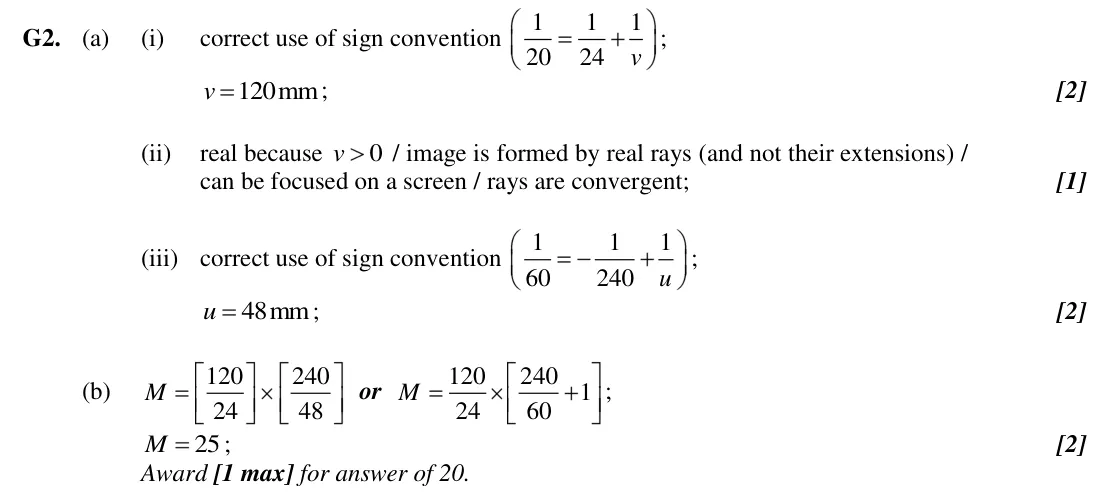 G2. (a) (i) correct use of sign convention (1/20 = 1/24 + 1/v);
v = 120 mm; [2]
(ii) real because v > 0 / image is formed by real rays (and not their extensions) /
can be focused on a screen / rays are convergent; [1]
(iii) correct use of sign convention (1/60 = −1/240 + 1/u);
u = 48 mm; [2]
(b) M = [120/24] × [240/48] or M = 120/24 × [240/60 + 1];
M = 25; [2]
Award [1 max] for answer of 20.